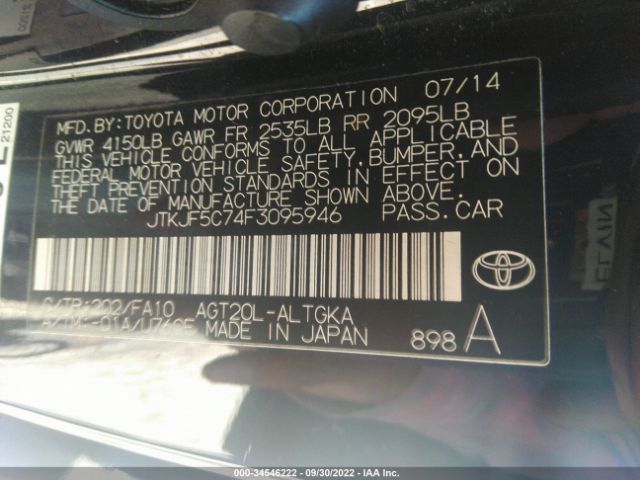 MFD.BY:TOYOTA MOTOR CORPORATION 07/14
GVWR 4150LB GAWR FR 2535LB RR 2095LB
THIS VEHICLE CONFORMS TO ALL APPLICABLE
FEDERAL MOTOR VEHICLE SAFETY,BUMPER,AND
THEFT PREVENTION STANDARDS IN EFFECT ON
THE DATE OF MANUFACTURE SHOWN ABOVE.
JTKJF5C74F3095946 PASS.CAR
C/TR:202/FA10 AGT20L-ALTGKA
MADE IN JAPAN
898 A
21200
000-34546222 - 09/30/2022 - IAA Inc.